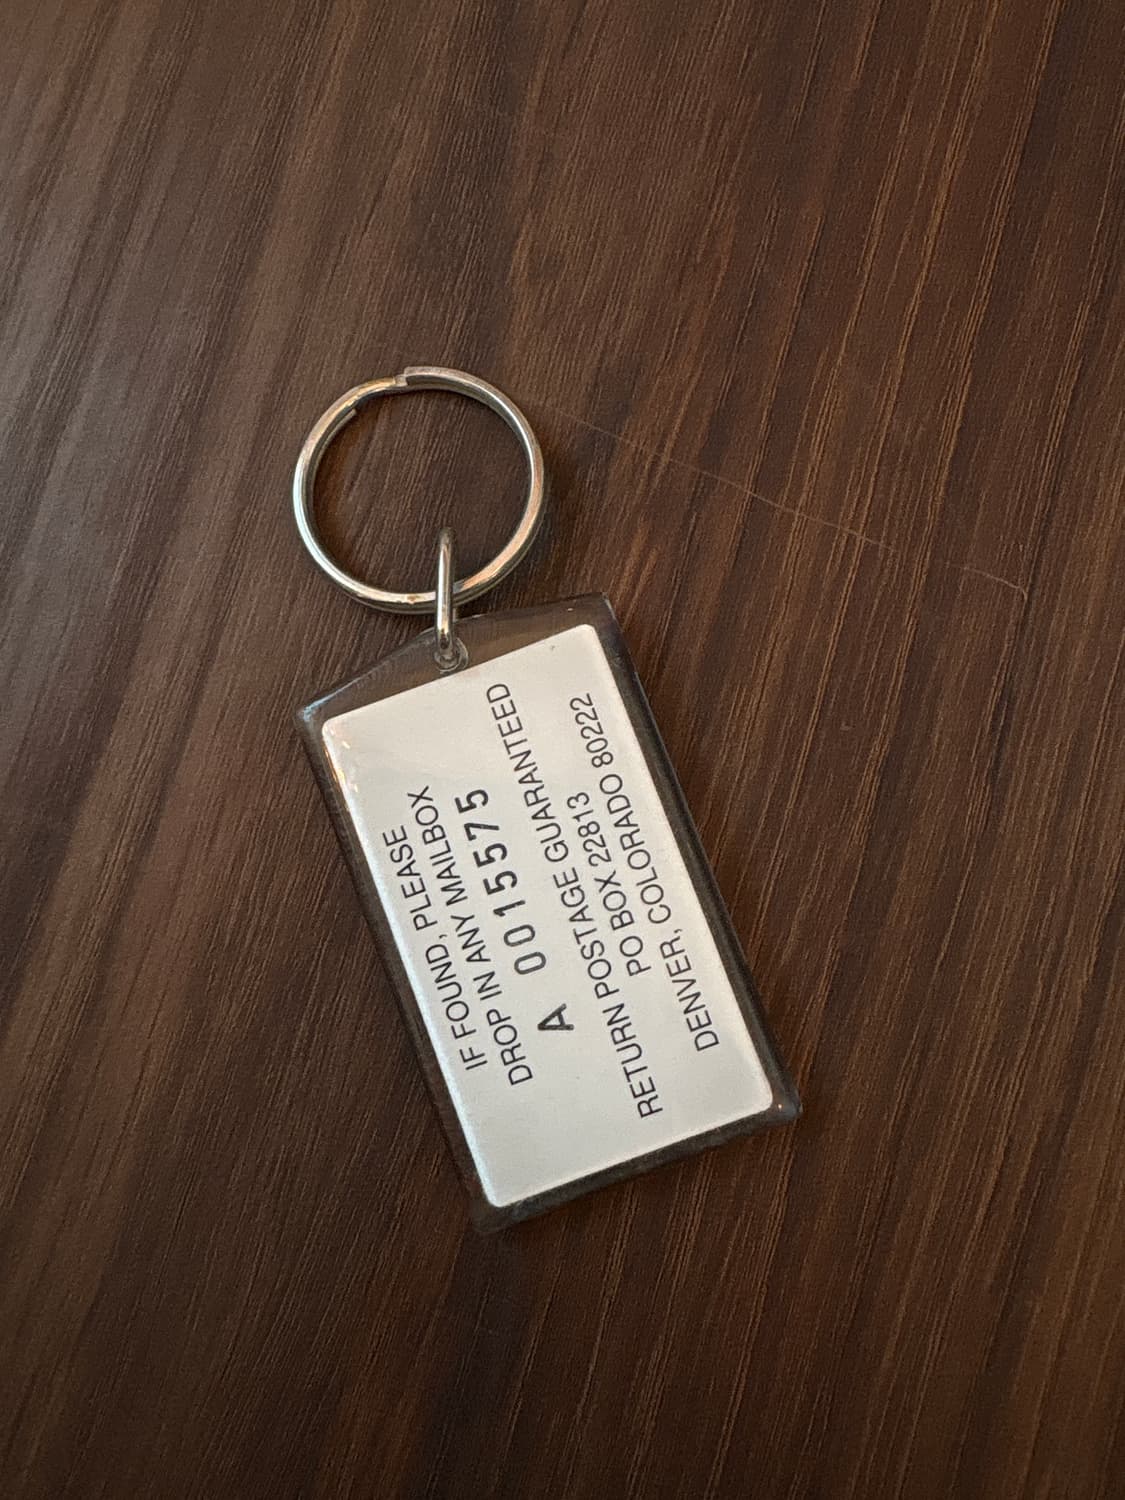 IF FOUND, PLEASE
DROP IN ANY MAILBOX
A 0015575
RETURN POSTAGE GUARANTEED
PO BOX 22813
DENVER, COLORADO 80222